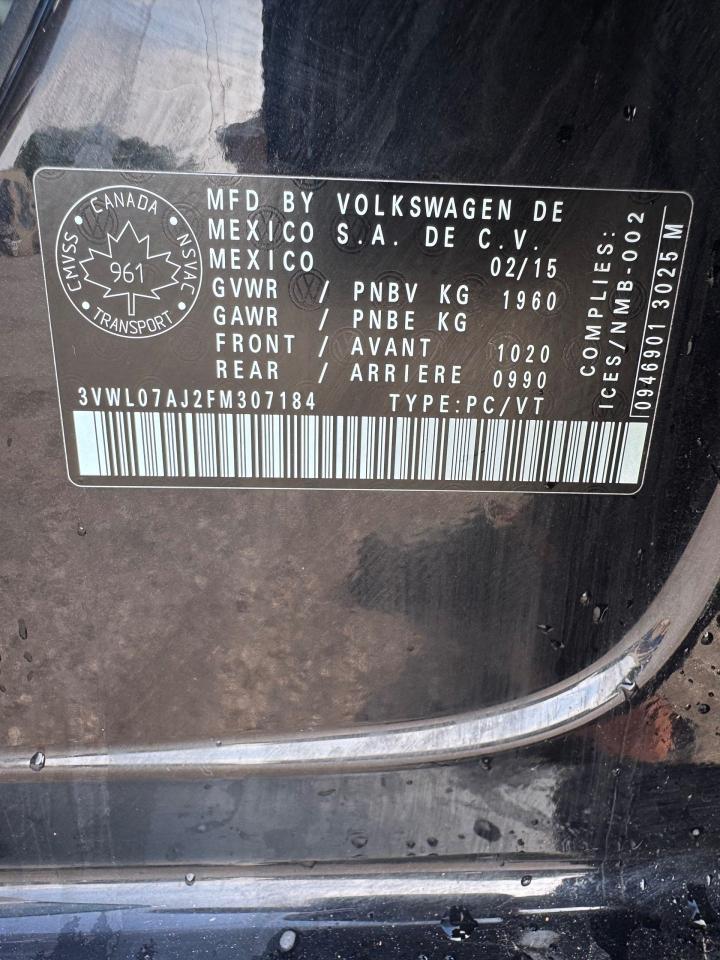 CANADA
CMVSS
NSVAC
961
TRANSPORT
MFD BY VOLKSWAGEN DE
MEXICO S.A. DE C.V.
MEXICO 02/15
GVWR / PNBV KG 1960
GAWR / PNBE KG
FRONT / AVANT 1020
REAR / ARRIERE 0990
3VWL07AJ2FM307184 TYPE:PC/VT
COMPLIES:
ICES/NMB-002
0946901 3025 M